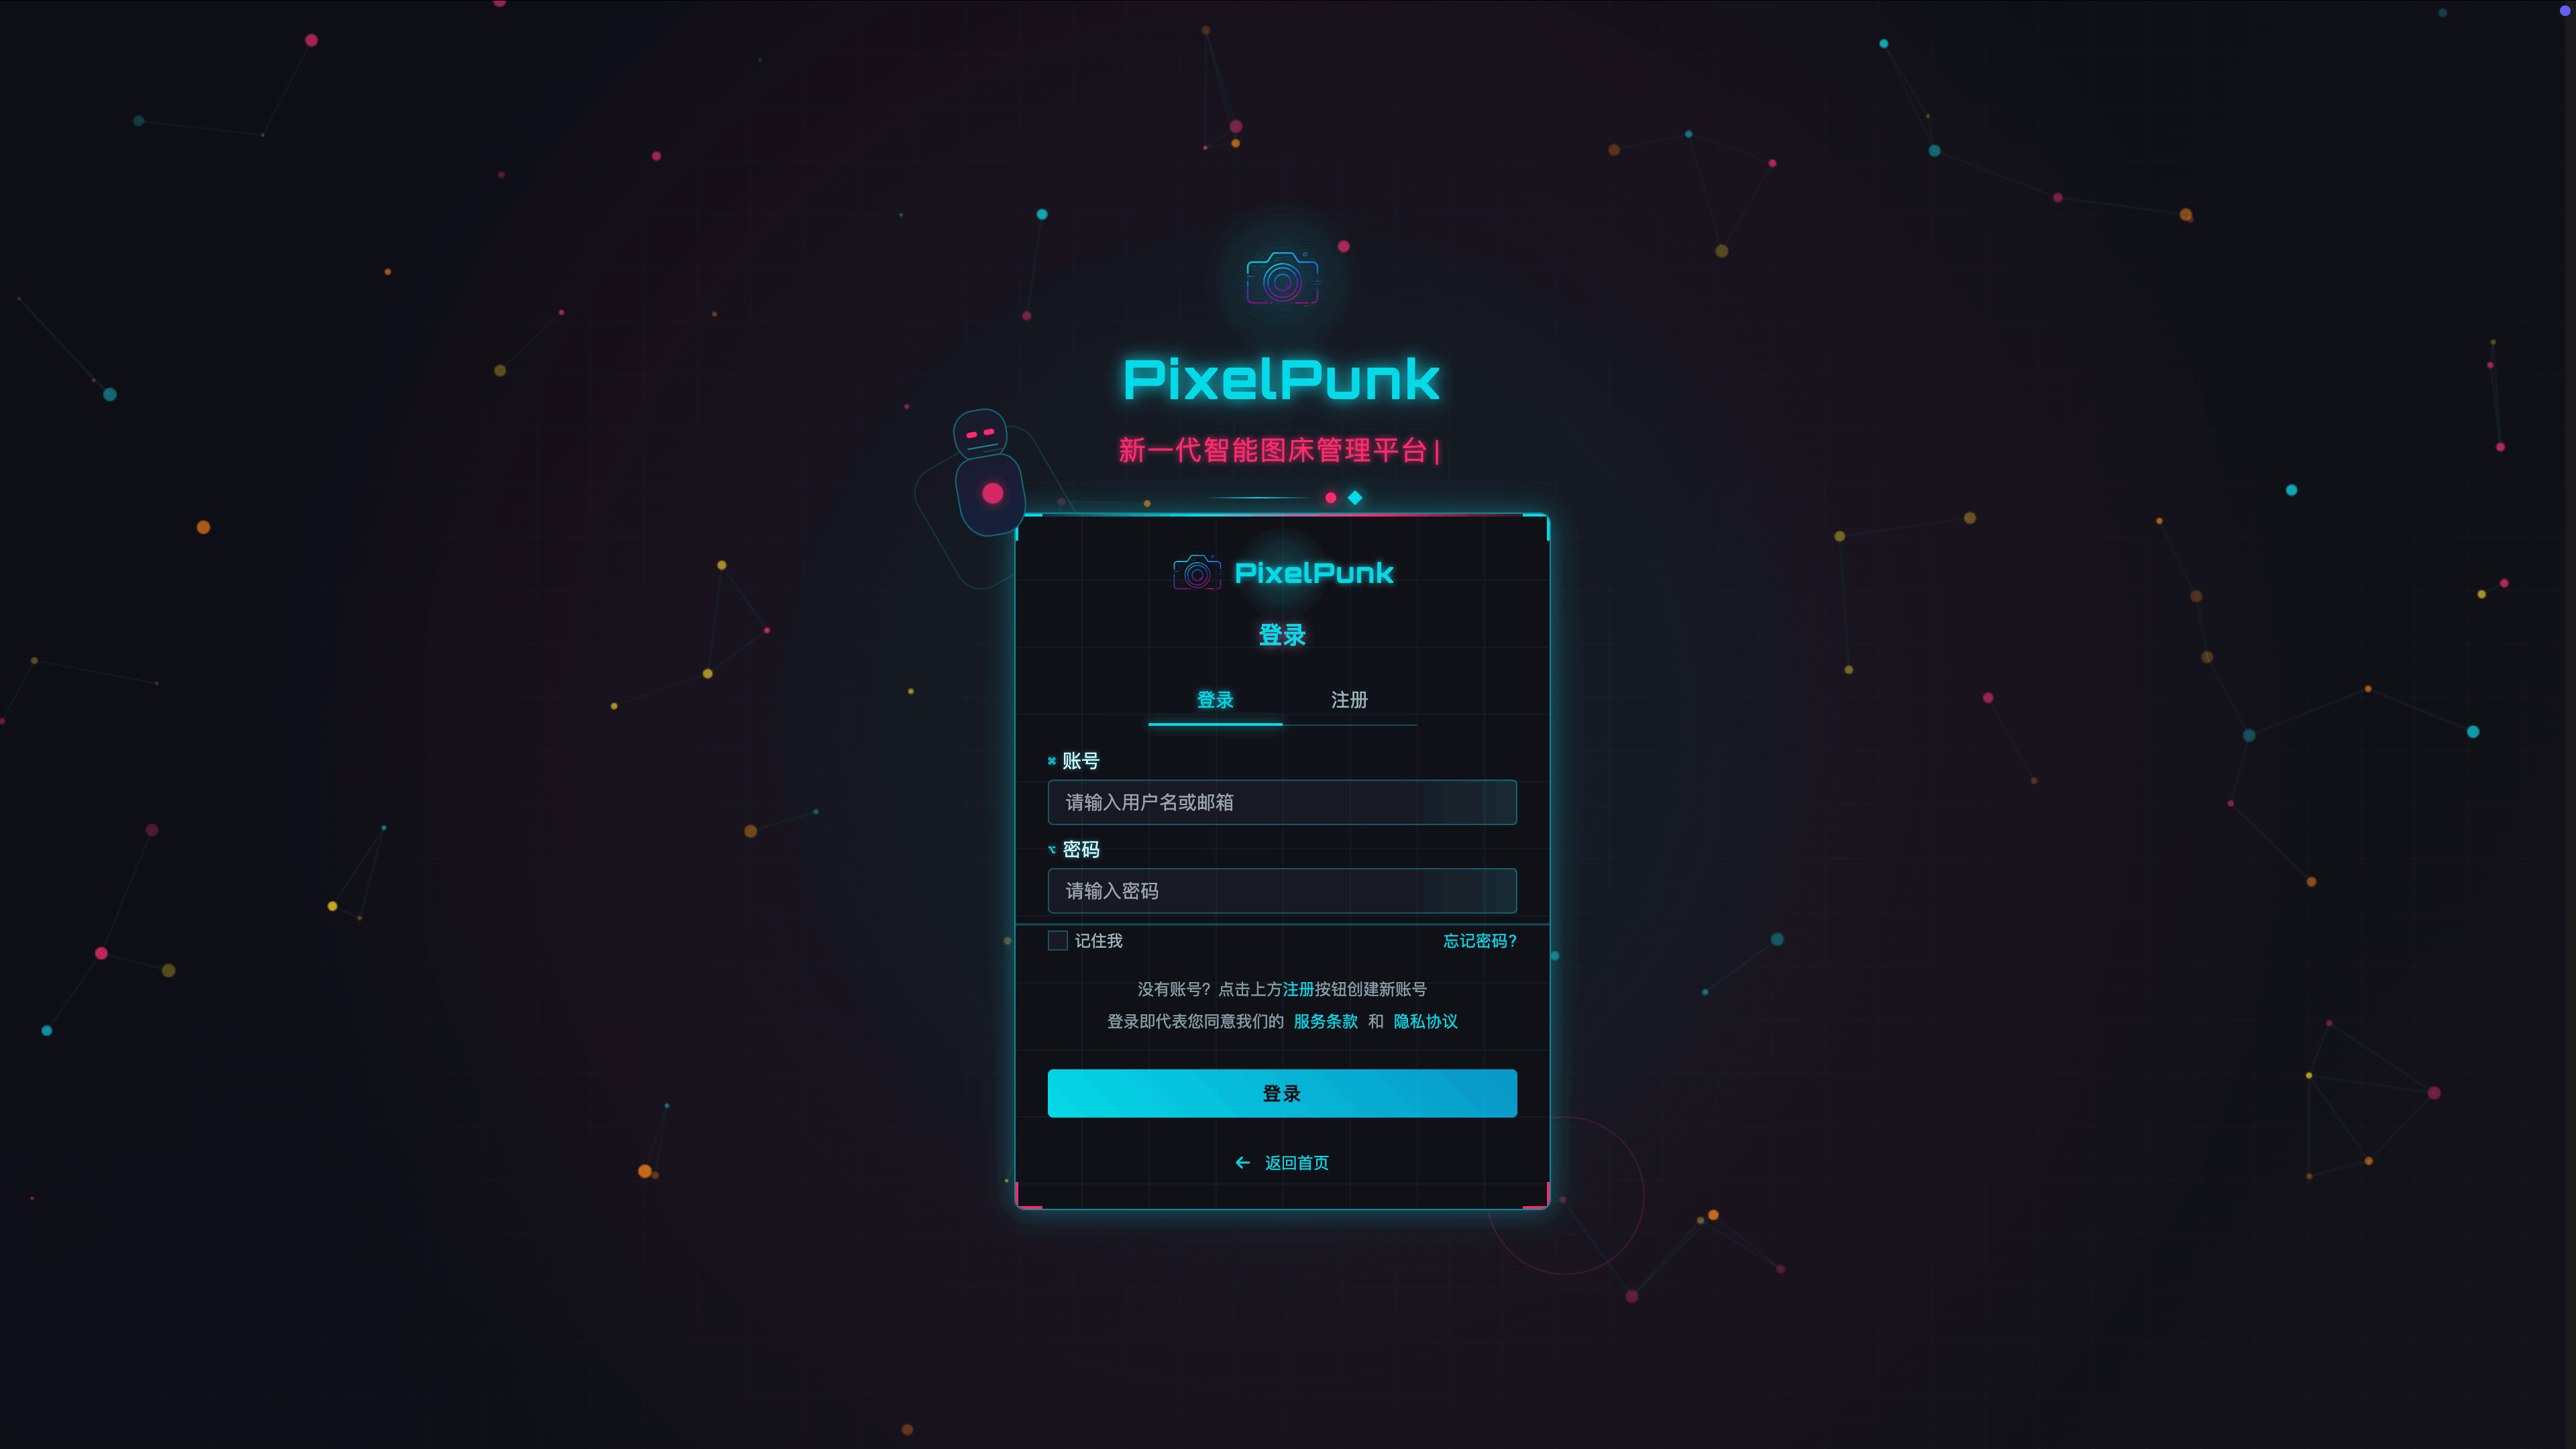 PixelPunk
新一代智能图床管理平台|
PixelPunk
登录
登录 注册
⌘ 账号
请输入用户名或邮箱
⌥ 密码
请输入密码
记住我 忘记密码?
没有账号? 点击上方注册按钮创建新账号
登录即代表您同意我们的 服务条款 和 隐私协议
登录
← 返回首页